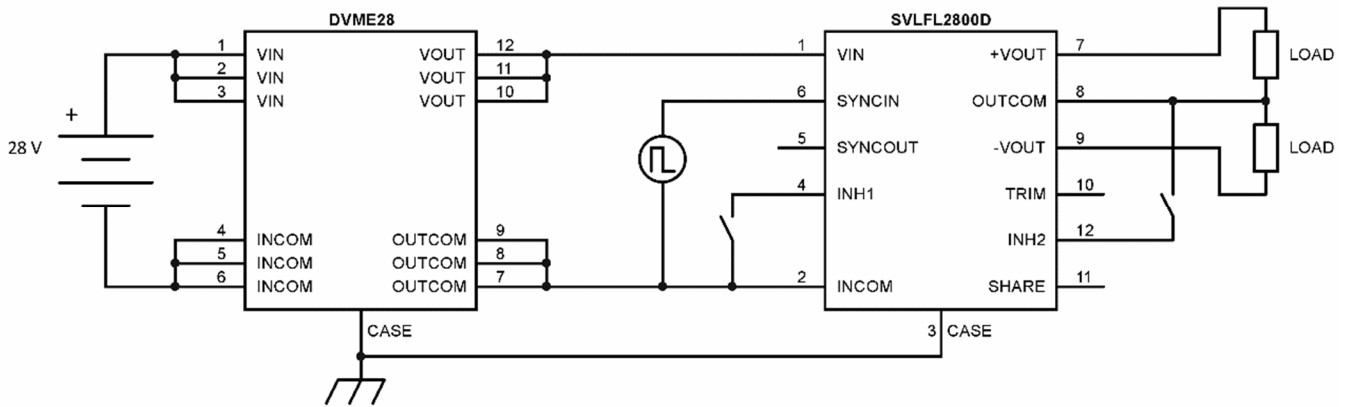 DVME28
SVLFL2800D
1 VIN VOUT 12
2 VIN VOUT 11
3 VIN VOUT 10
+
28 V
4 INCOM OUTCOM 9
5 INCOM OUTCOM 8
6 INCOM OUTCOM 7
CASE
1 VIN +VOUT 7
LOAD
6 SYNCIN OUTCOM 8
5 SYNCOUT -VOUT 9
LOAD
4 INH1 TRIM 10
INH2 12
2 INCOM SHARE 11
3 CASE